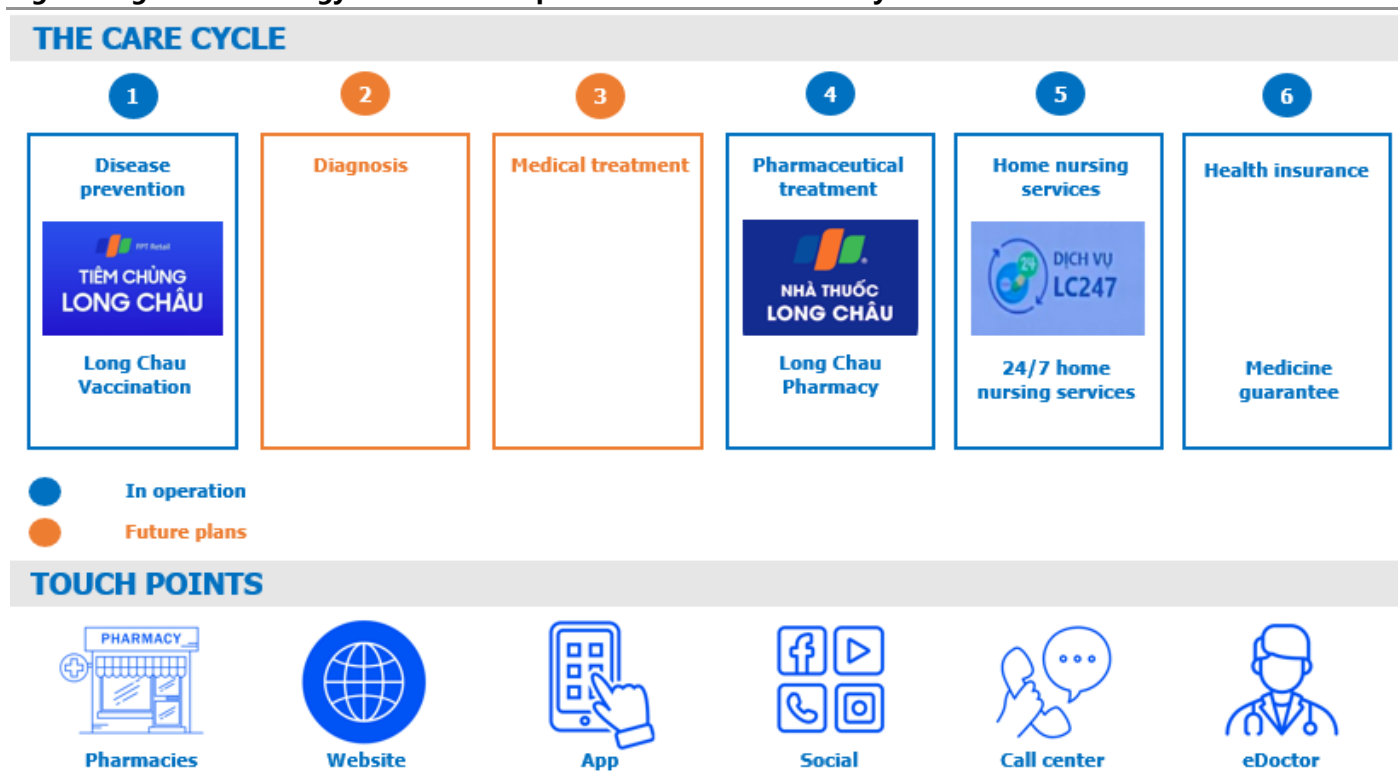 THE CARE CYCLE
1
2
3
4
5
6
Disease
prevention
Diagnosis
Medical treatment
Pharmaceutical
treatment
Home nursing
services
Health insurance
FPT Retail
TIÊM CHỦNG
LONG CHÂU
NHÀ THUỐC
LONG CHÂU
24
DỊCH VỤ
LC247
Long Chau
Vaccination
Long Chau
Pharmacy
24/7 home
nursing services
Medicine
guarantee
In operation
Future plans
TOUCH POINTS
PHARMACY
Pharmacies
Website
App
Social
Call center
eDoctor